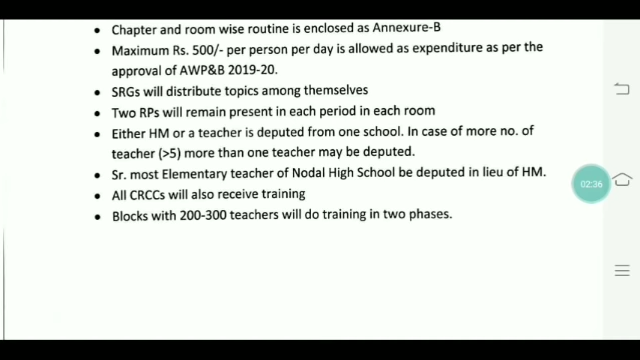 • Chapter and room wise routine is enclosed as Annexure-B
• Maximum Rs. 500/- per person per day is allowed as expenditure as per the
approval of AWP&B 2019-20.
• SRGs will distribute topics among themselves
• Two RPs will remain present in each period in each room
• Either HM or a teacher is deputed from one school. In case of more no. of
teacher (>5) more than one teacher may be deputed.
• Sr. most Elementary teacher of Nodal High School be deputed in lieu of HM.
• All CRCCs will also receive training
• Blocks with 200-300 teachers will do training in two phases.
02:36